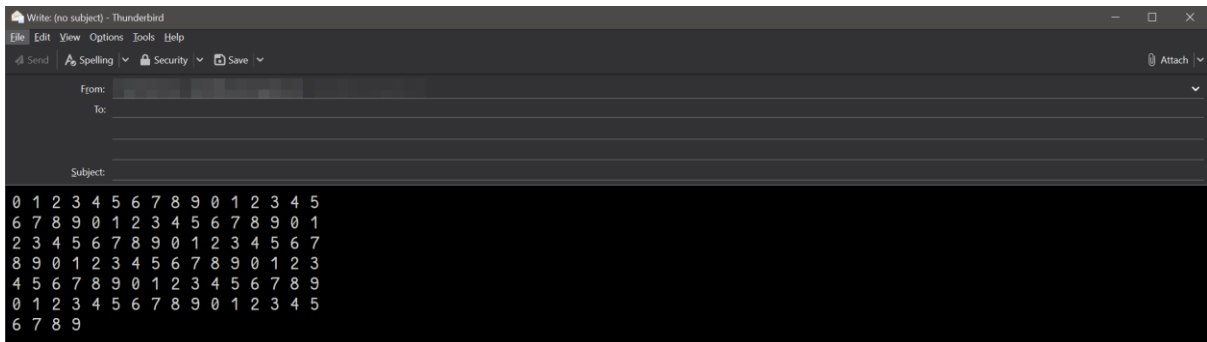 Write: (no subject) - Thunderbird
File Edit View Options Tools Help
Send Spelling Security Save Attach
From:
To:
Subject:
0 1 2 3 4 5 6 7 8 9 0 1 2 3 4 5
6 7 8 9 0 1 2 3 4 5 6 7 8 9 0 1
2 3 4 5 6 7 8 9 0 1 2 3 4 5 6 7
8 9 0 1 2 3 4 5 6 7 8 9 0 1 2 3
4 5 6 7 8 9 0 1 2 3 4 5 6 7 8 9
0 1 2 3 4 5 6 7 8 9 0 1 2 3 4 5
6 7 8 9